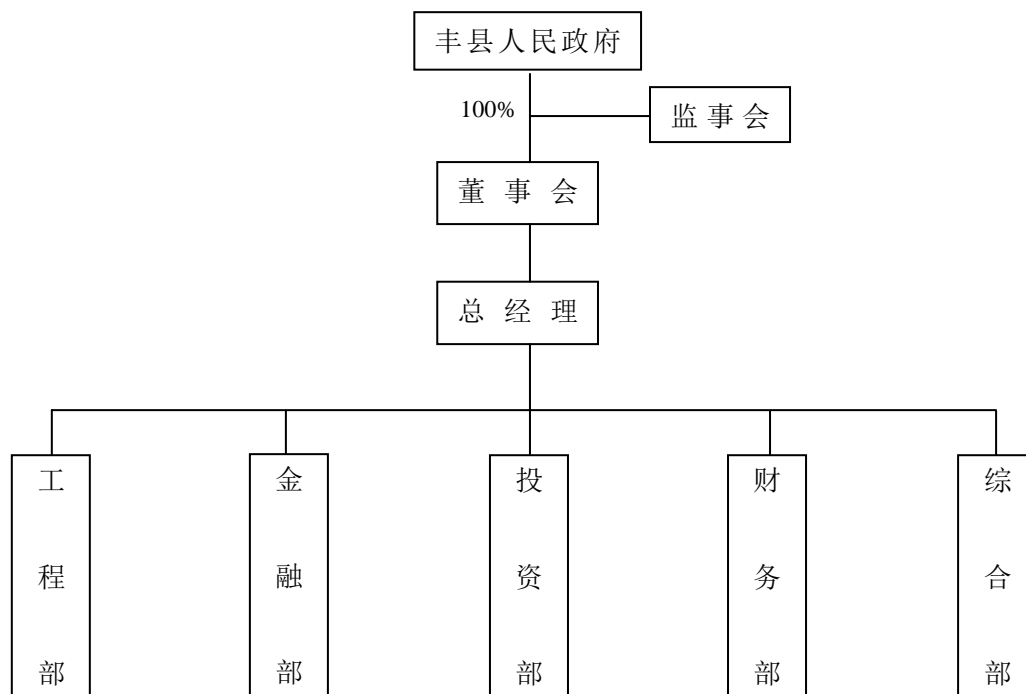 丰县人民政府
100%
监事会
董事会
总经理
工程部
金融部
投资部
财务部
综合部